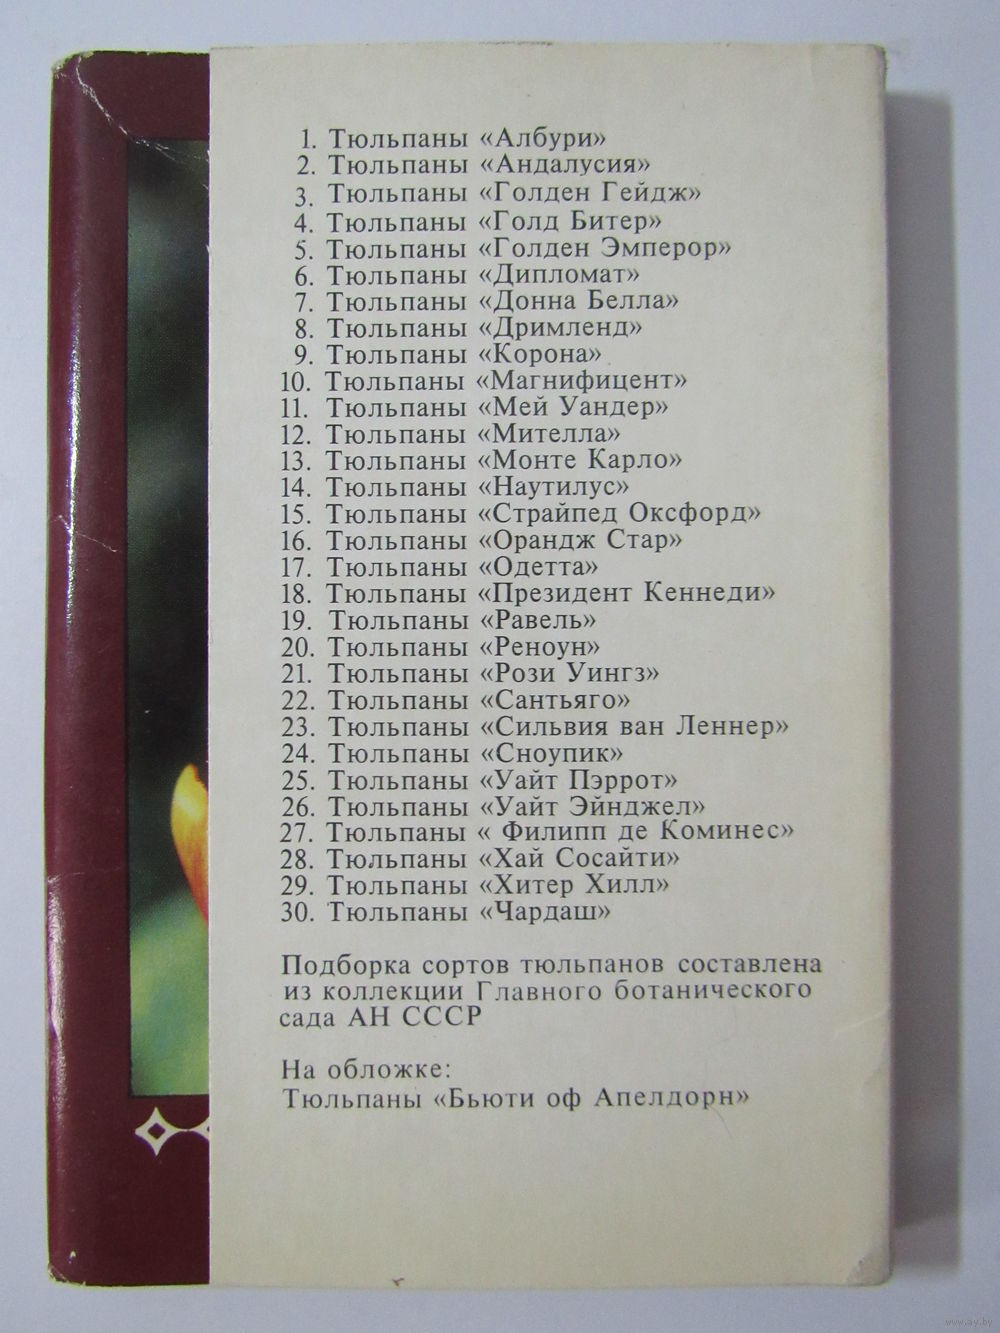 1. Тюльпаны «Албури»
2. Тюльпаны «Андалусия»
3. Тюльпаны «Голден Гейдж»
4. Тюльпаны «Голд Битер»
5. Тюльпаны «Голден Эмперор»
6. Тюльпаны «Дипломат»
7. Тюльпаны «Донна Белла»
8. Тюльпаны «Дримленд»
9. Тюльпаны «Корона»
10. Тюльпаны «Магнифицент»
11. Тюльпаны «Мей Уандер»
12. Тюльпаны «Мителла»
13. Тюльпаны «Монте Карло»
14. Тюльпаны «Наутилус»
15. Тюльпаны «Страйпед Оксфорд»
16. Тюльпаны «Орандж Стар»
17. Тюльпаны «Одетта»
18. Тюльпаны «Президент Кеннеди»
19. Тюльпаны «Равель»
20. Тюльпаны «Реноун»
21. Тюльпаны «Рози Уингз»
22. Тюльпаны «Сантьяго»
23. Тюльпаны «Сильвия ван Леннер»
24. Тюльпаны «Сноупик»
25. Тюльпаны «Уайт Пэррот»
26. Тюльпаны «Уайт Эйнджел»
27. Тюльпаны « Филипп де Коминес»
28. Тюльпаны «Хай Сосайти»
29. Тюльпаны «Хитер Хилл»
30. Тюльпаны «Чардаш»
Подборка сортов тюльпанов составлена
из коллекции Главного ботанического
сада АН СССР
На обложке:
Тюльпаны «Бьюти оф Апелдорн»
www.ay.by